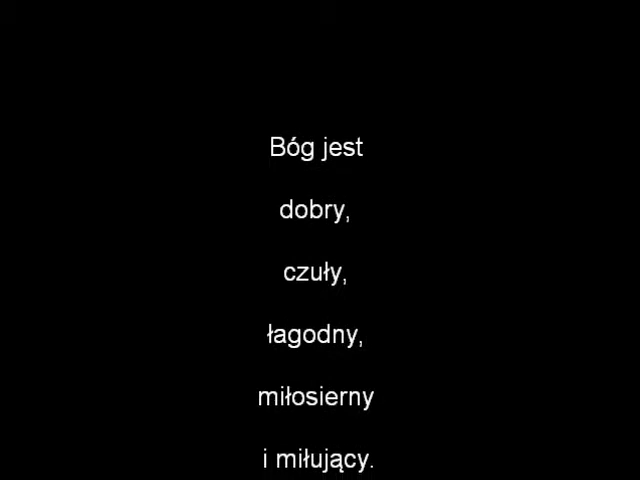 Bóg jest
dobry,
czuły,
łagodny,
miłosierny
i miłujący.